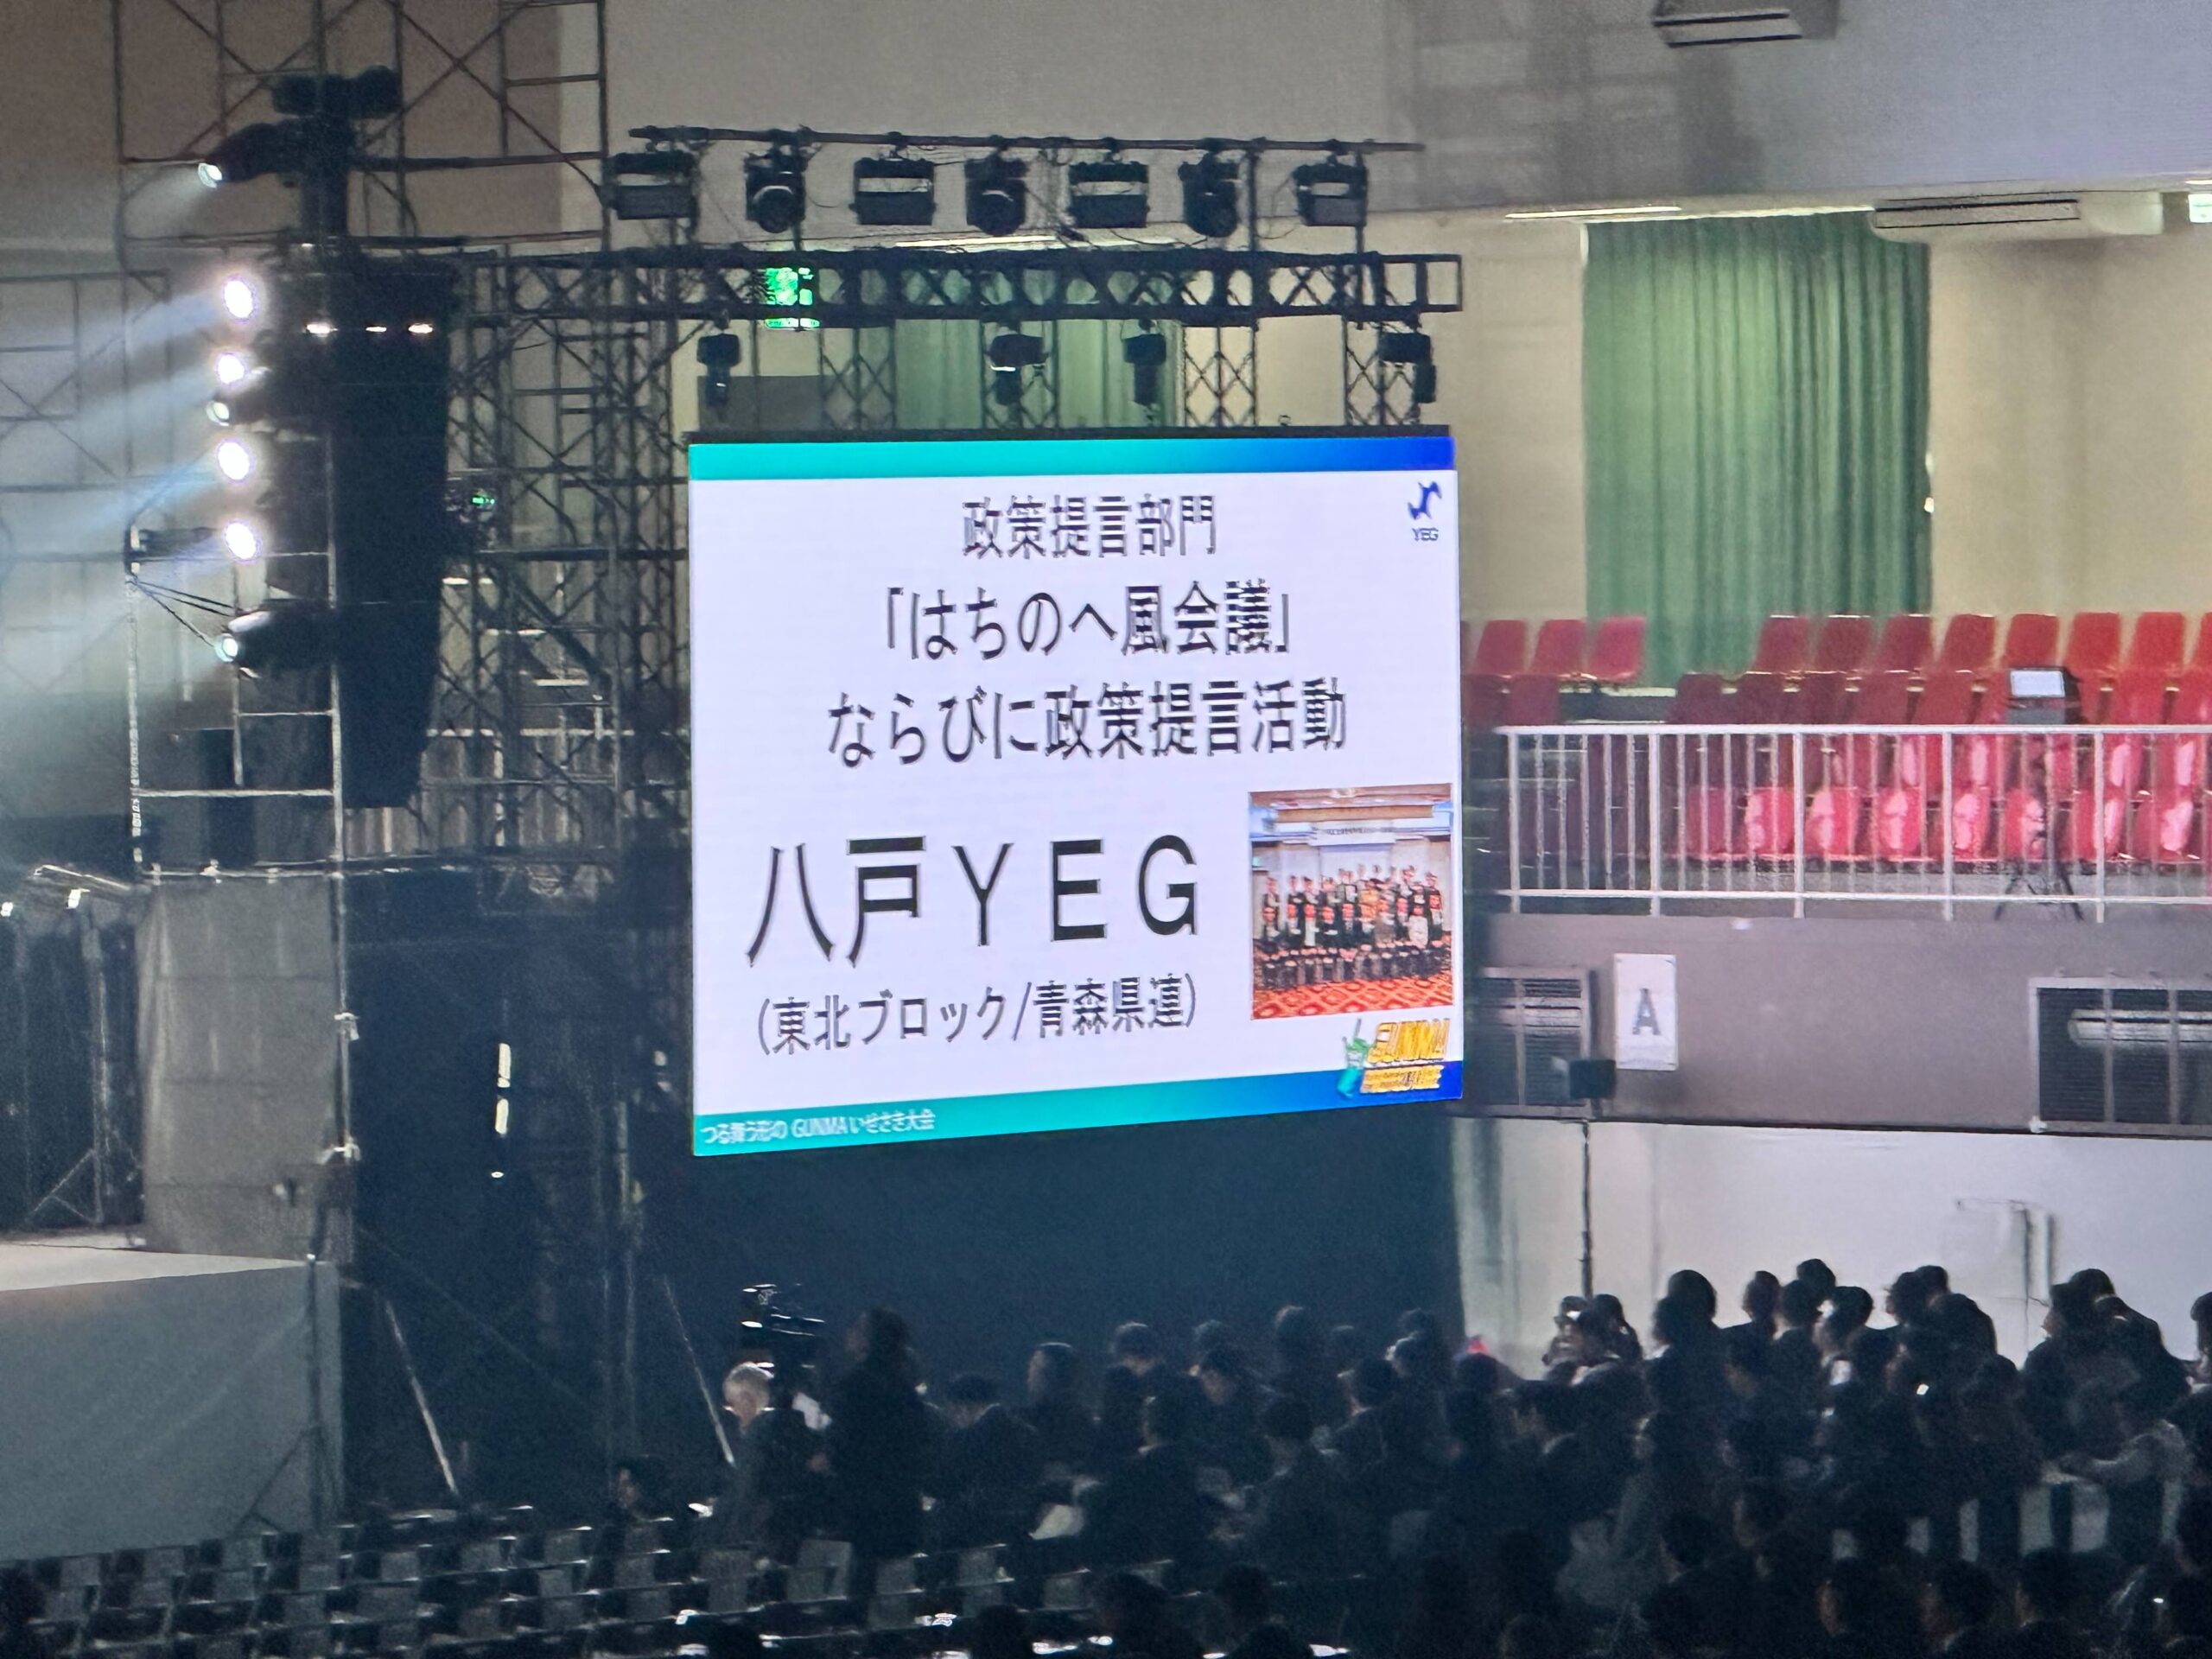 政策提言部門
YEG
「はちのへ風会議」
ならびに政策提言活動
八戸YEG
(東北ブロック/青森県連)
GUNMA
つる舞う形の GUNMA いせさき大会
A